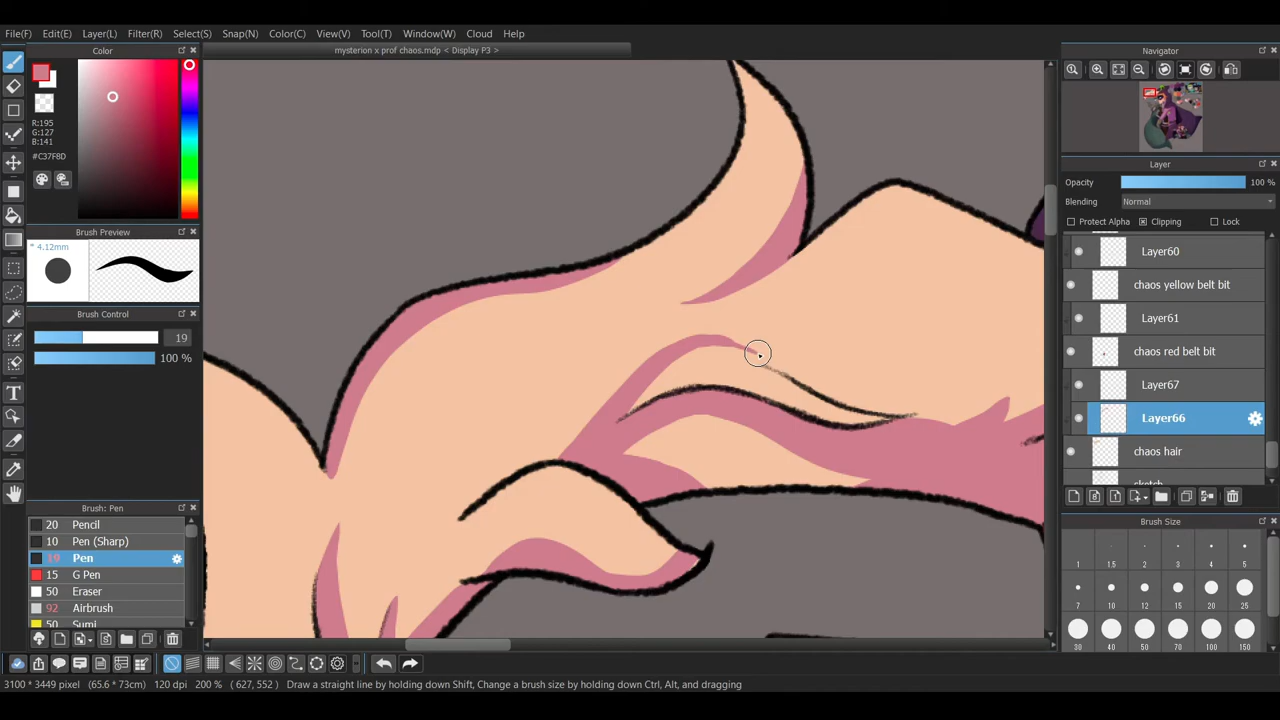 File(F) Edit(E) Layer(L) Filter(R) Select(S) Snap(N) Color(C) View(V) Tool(T) Window(W) Cloud Help
Color
mysterion x prof chaos.mdp < Display P3 >
Navigator
R:195
G:127
B:141
#C37F8D
Layer
Opacity 100 %
Blending Normal
Protect Alpha Clipping Lock
Brush Preview
4.12mm
Layer60
chaos yellow belt bit
Brush Control
Layer61
19
100 %
chaos red belt bit
Layer67
Layer66
chaos hair
sketch
Brush: Pen
20 Pencil
10 Pen (Sharp)
19 Pen
15 G Pen
50 Eraser
92 Airbrush
50 Sumi
Brush Size
1 1.5 2 3 4 5
7 10 12 15 20 25
30 40 50 70 100 150
3100 * 3449 pixel (65.6 * 73cm) 120 dpi 200 % ( 627, 552 ) Draw a straight line by holding down Shift, Change a brush size by holding down Ctrl, Alt, and dragging